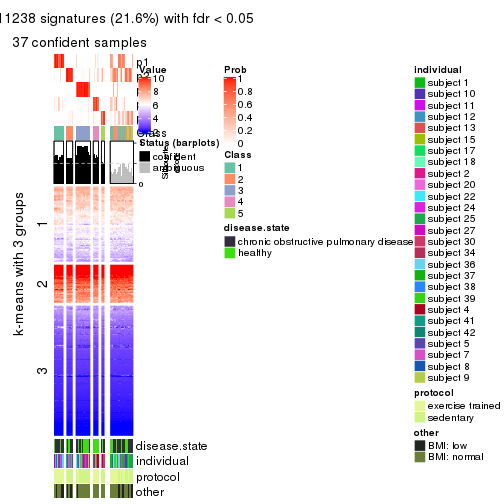 11238 signatures (21.6%) with fdr < 0.05
37 confident samples
p1
Value
10
8
6
4
Prob
1
0.8
0.6
0.4
0.2
0
Class
1
2
3
4
5
Status (barplots)
confident
ambiguous
0
disease.state
chronic obstructive pulmonary disease
healthy
k-means with 3 groups
1
2
3
disease.state
individual
protocol
other
individual
subject 1
subject 10
subject 11
subject 12
subject 13
subject 15
subject 17
subject 18
subject 2
subject 20
subject 22
subject 24
subject 25
subject 27
subject 30
subject 34
subject 36
subject 37
subject 38
subject 39
subject 4
subject 41
subject 42
subject 5
subject 7
subject 8
subject 9
protocol
exercise trained
sedentary
other
BMI: low
BMI: normal